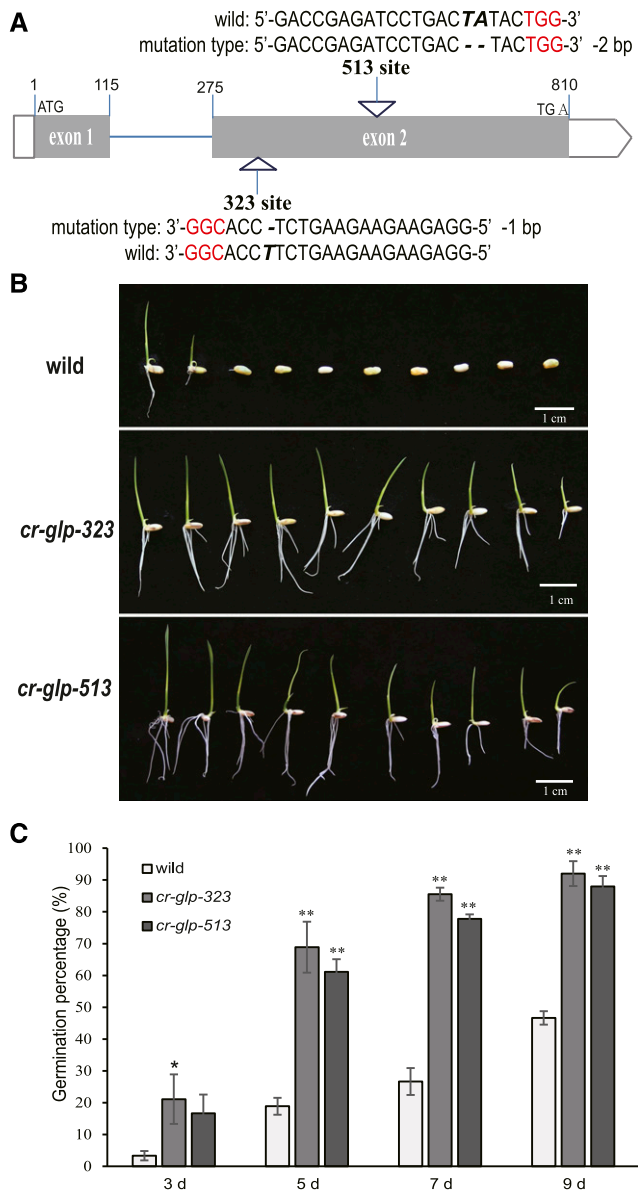 A
wild: 5’-GACCGAGATCCTGACTATACTGG-3’
mutation type: 5’-GACCGAGATCCTGAC - - TACTGG-3’ -2 bp
513 site
1 115 275 810
ATG TGA
exon 1 exon 2
323 site
mutation type: 3’-GGCACC -TCTGAAGAAGAAGAGG-5’ -1 bp
wild: 3’-GGCACCTTCTGAAGAAGAAGAGG-5’
B
wild
1 cm
cr-glp-323
1 cm
cr-glp-513
1 cm
C
Germination percentage (%)
100
90
80
70
60
50
40
30
20
10
0
wild
cr-glp-323
cr-glp-513
*
** **
** **
** **
3 d 5 d 7 d 9 d